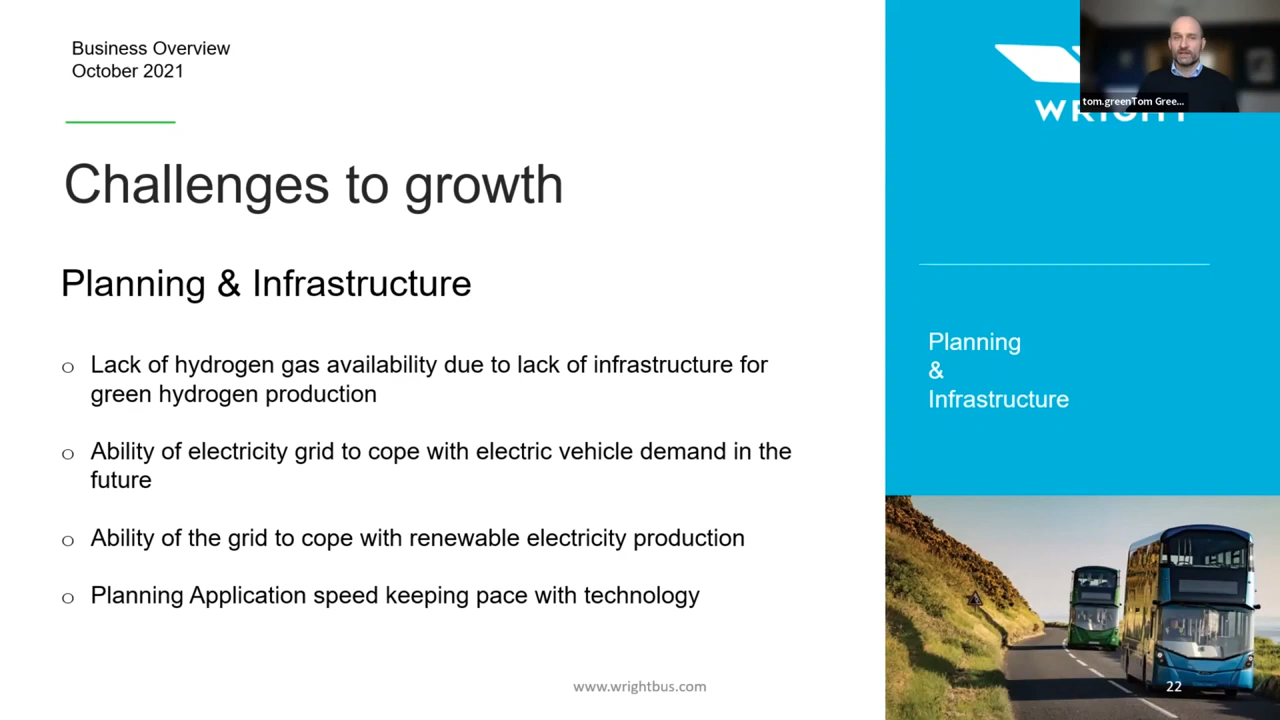 Business Overview
October 2021
Challenges to growth
Planning & Infrastructure
o Lack of hydrogen gas availability due to lack of infrastructure for
green hydrogen production
o Ability of electricity grid to cope with electric vehicle demand in the
future
o Ability of the grid to cope with renewable electricity production
o Planning Application speed keeping pace with technology
www.wrightbus.com
tom.greenTom Gree...
WRIGHT
Planning
&
Infrastructure
22